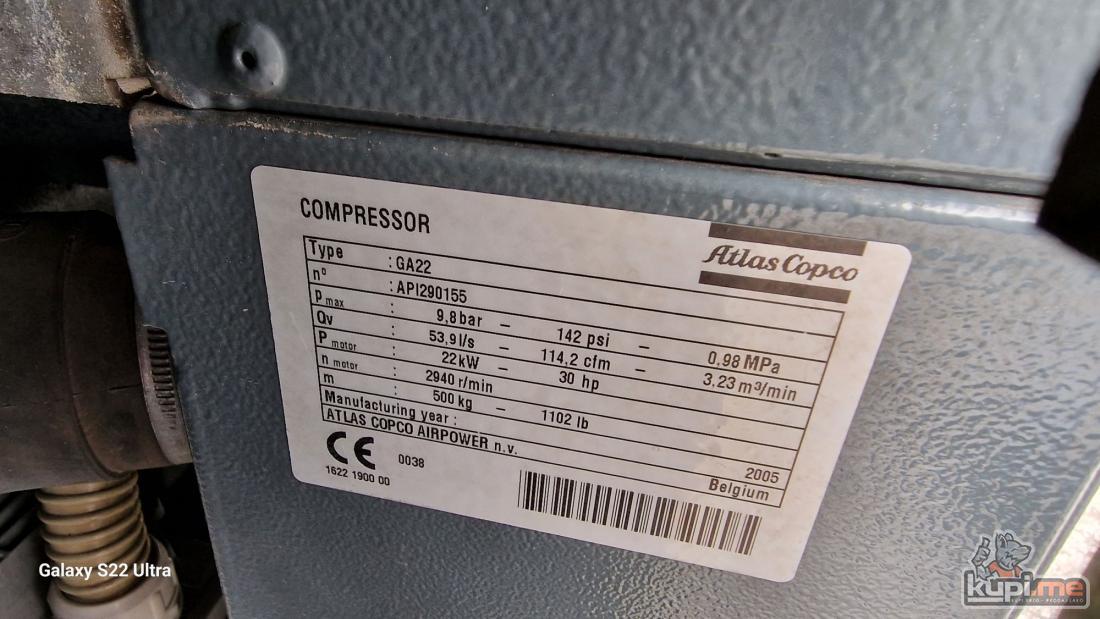 COMPRESSOR
Atlas Copco
Type : GA22
n° : API290155
p max : 9,8 bar – 142 psi – 0,98 MPa
Qv : 53,9 l/s – 114,2 cfm – 3,23 m³/min
P motor : 22 kW – 30 hp
n motor : 2940 r/min
m : 500 kg – 1102 lb
Manufacturing year : 2005
ATLAS COPCO AIRPOWER n.v. Belgium
CE 0038
1622 1900 00
Galaxy S22 Ultra
kupi.me